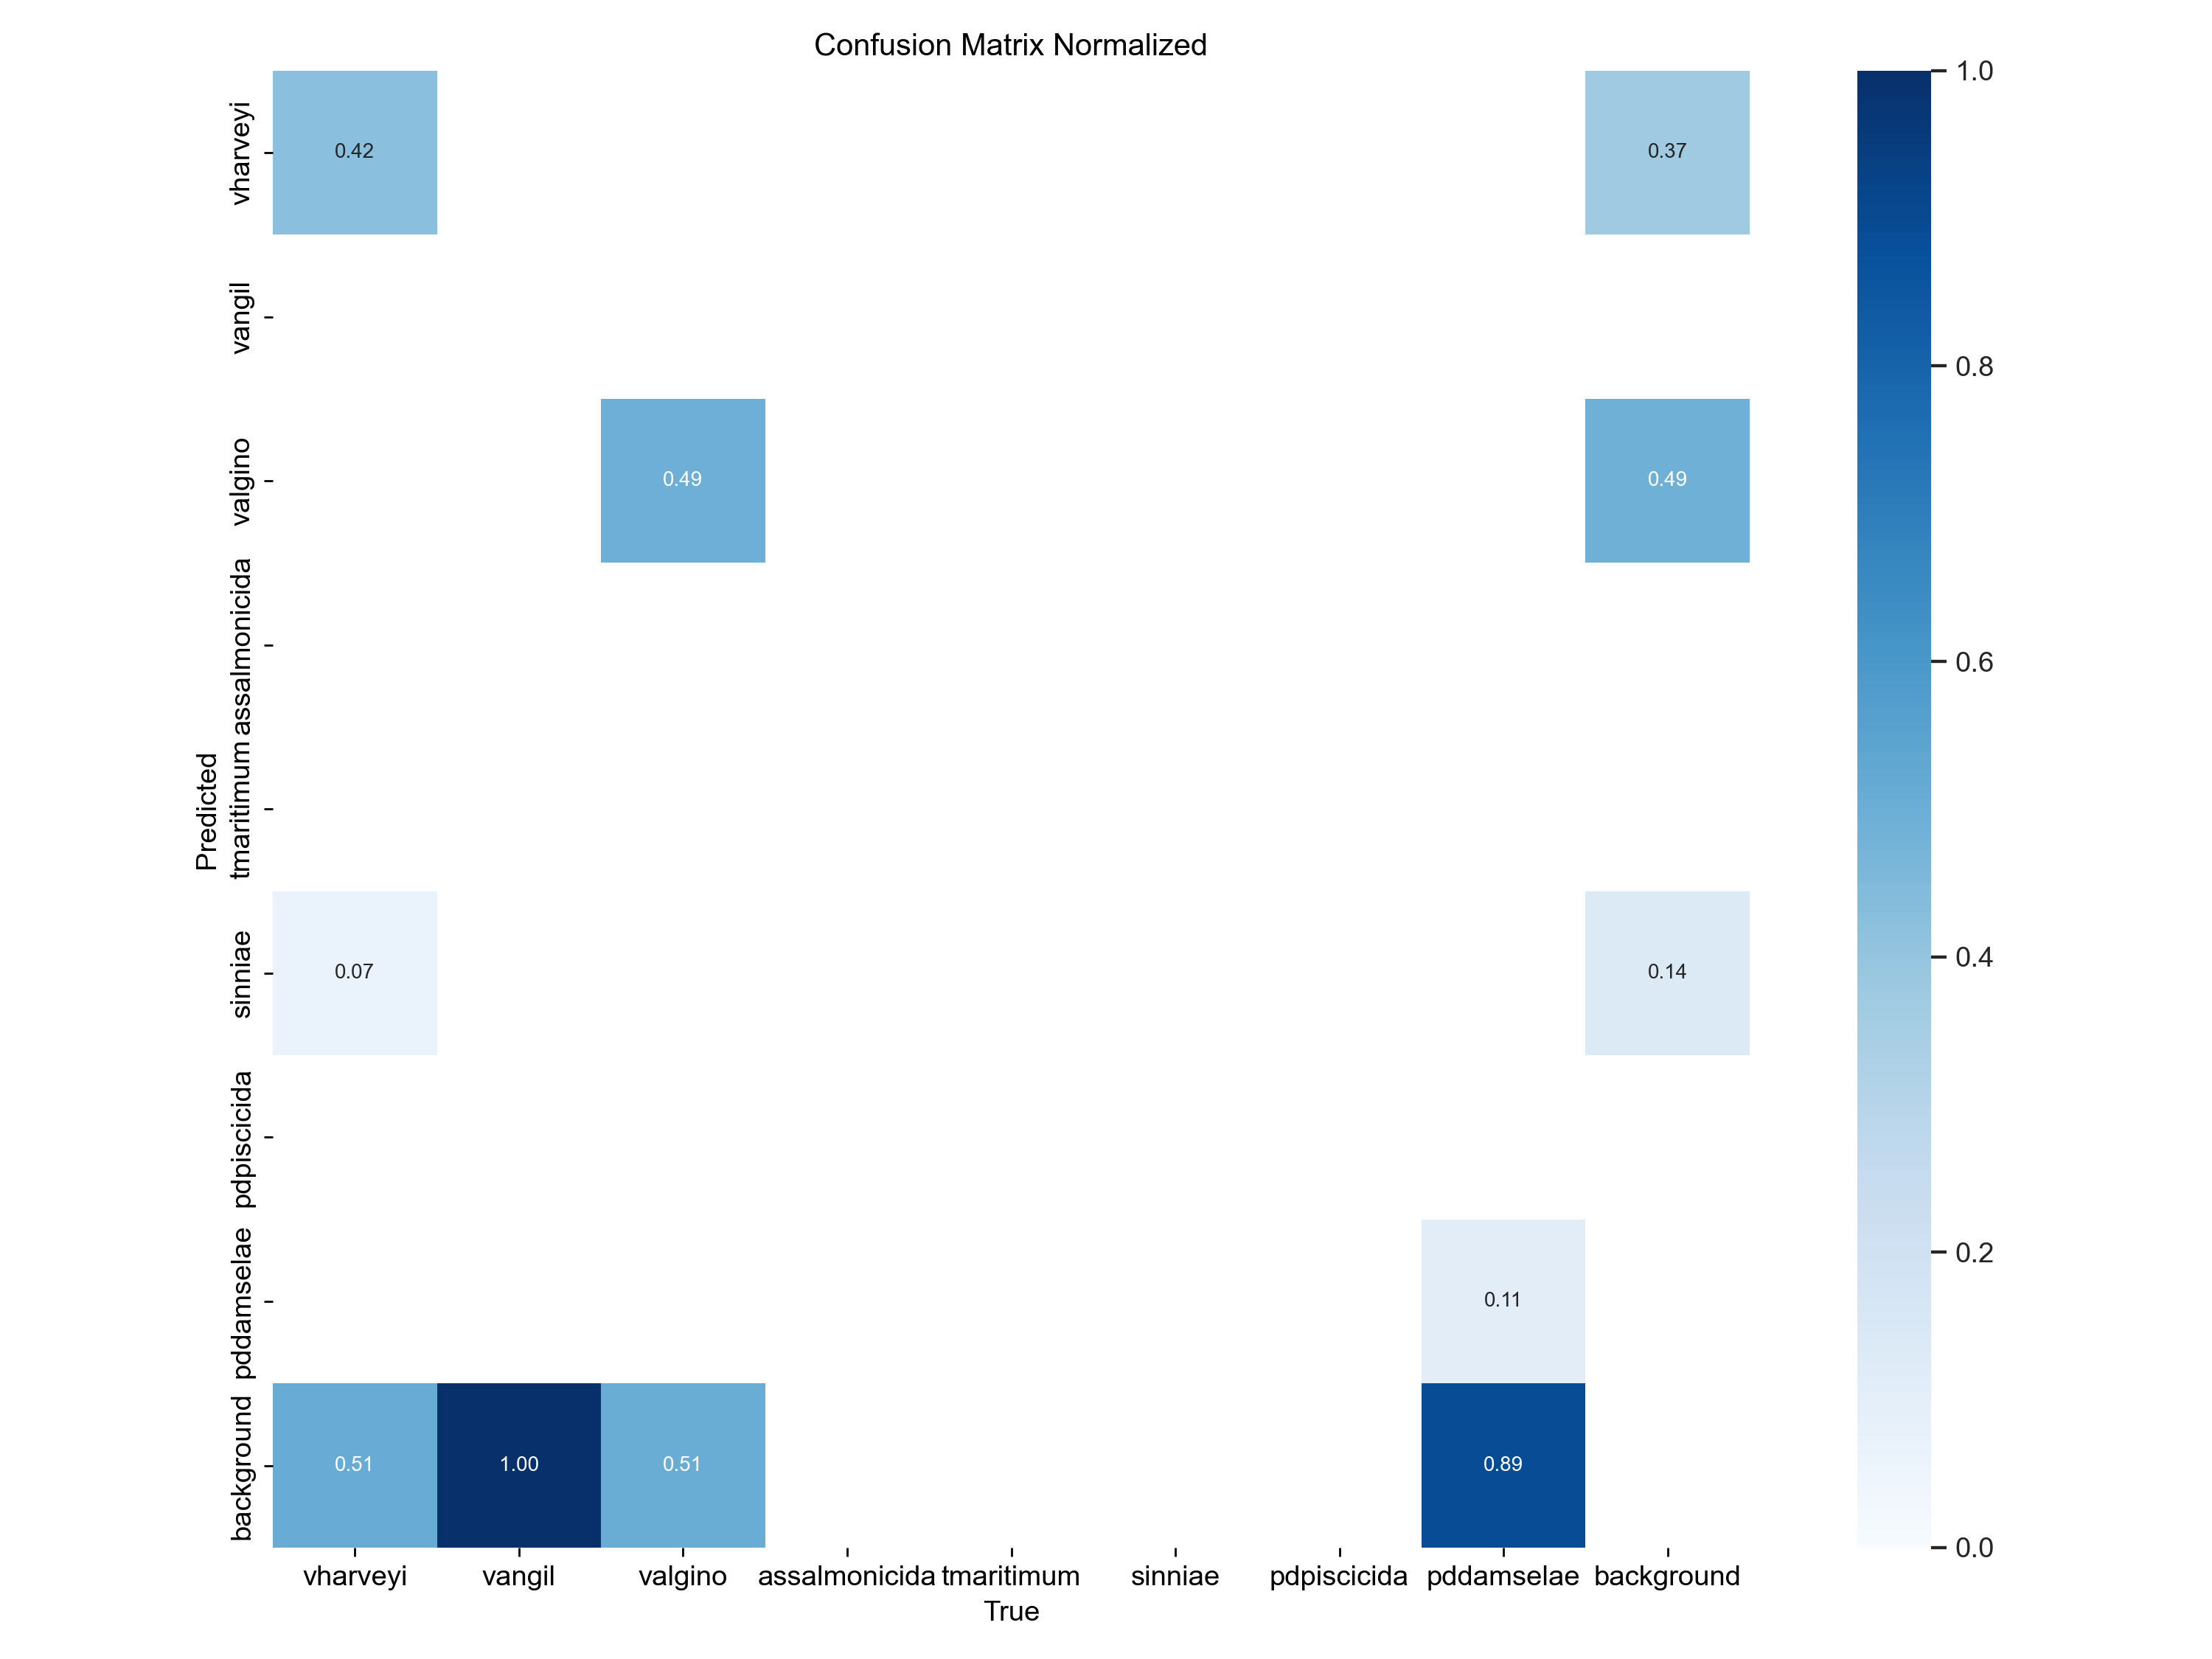 Confusion Matrix Normalized
vharveyi
0.42
0.37
vangil
valgino
0.49
0.49
assalmonicida
tmaritimum
sinniae
0.07
0.14
pdpiscicida
pddamselae
0.11
background
0.51
1.00
0.51
0.89
Predicted
vharveyi
vangil
valgino
assalmonicida
tmaritimum
sinniae
pdpiscicida
pddamselae
background
True
1.0
0.8
0.6
0.4
0.2
0.0